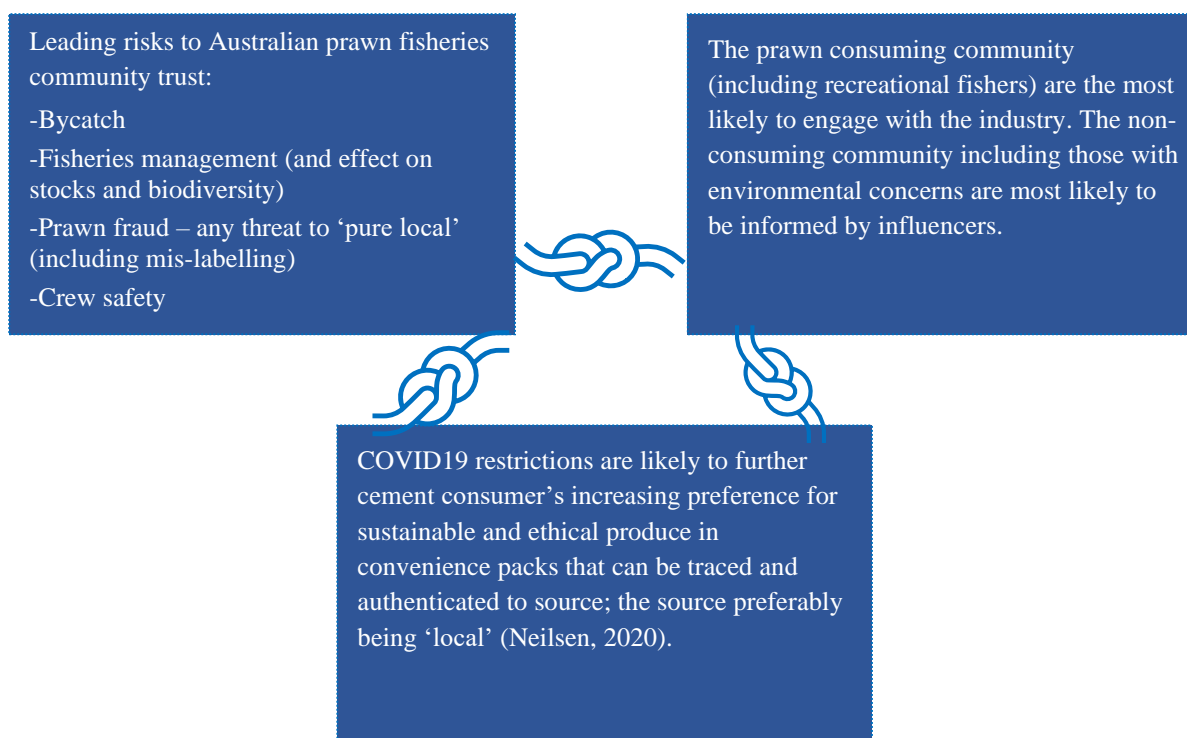 Leading risks to Australian prawn fisheries
community trust:
-Bycatch
-Fisheries management (and effect on
stocks and biodiversity)
-Prawn fraud – any threat to ‘pure local’
(including mis-labelling)
-Crew safety
The prawn consuming community
(including recreational fishers) are the most
likely to engage with the industry. The non-
consuming community including those with
environmental concerns are most likely to
be informed by influencers.
COVID19 restrictions are likely to further
cement consumer’s increasing preference for
sustainable and ethical produce in
convenience packs that can be traced and
authenticated to source; the source preferably
being ‘local’ (Neilsen, 2020).